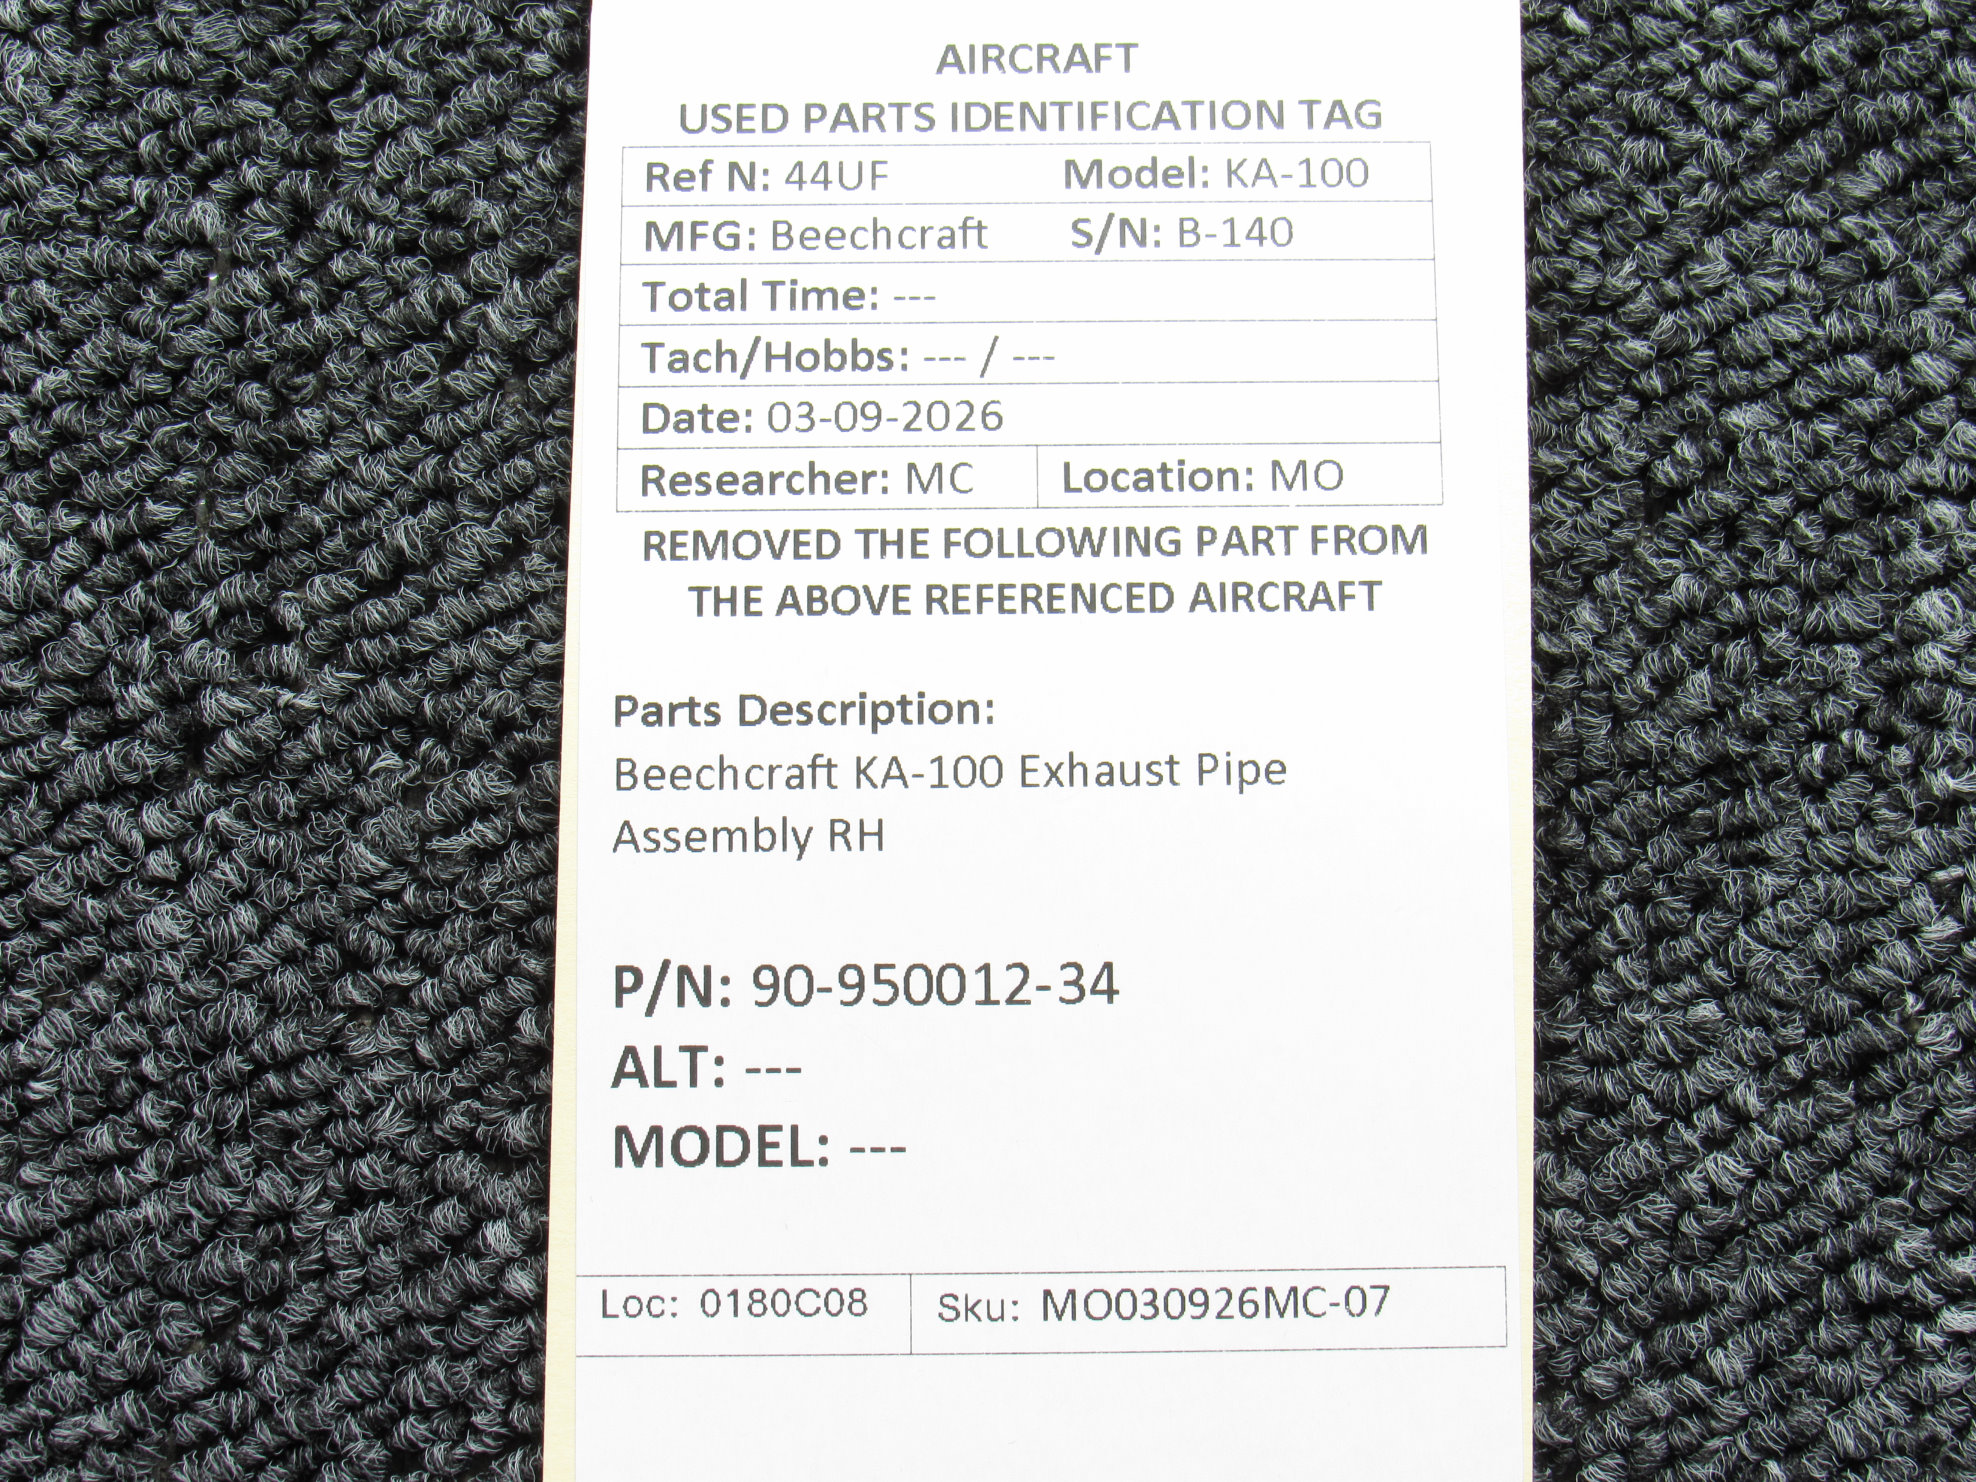 AIRCRAFT
USED PARTS IDENTIFICATION TAG
Ref N: 44UF Model: KA-100
MFG: Beechcraft S/N: B-140
Total Time: ---
Tach/Hobbs: --- / ---
Date: 03-09-2026
Researcher: MC Location: MO
REMOVED THE FOLLOWING PART FROM
THE ABOVE REFERENCED AIRCRAFT
Parts Description:
Beechcraft KA-100 Exhaust Pipe
Assembly RH
P/N: 90-950012-34
ALT: ---
MODEL: ---
Loc: 0180C08 Sku: MO030926MC-07